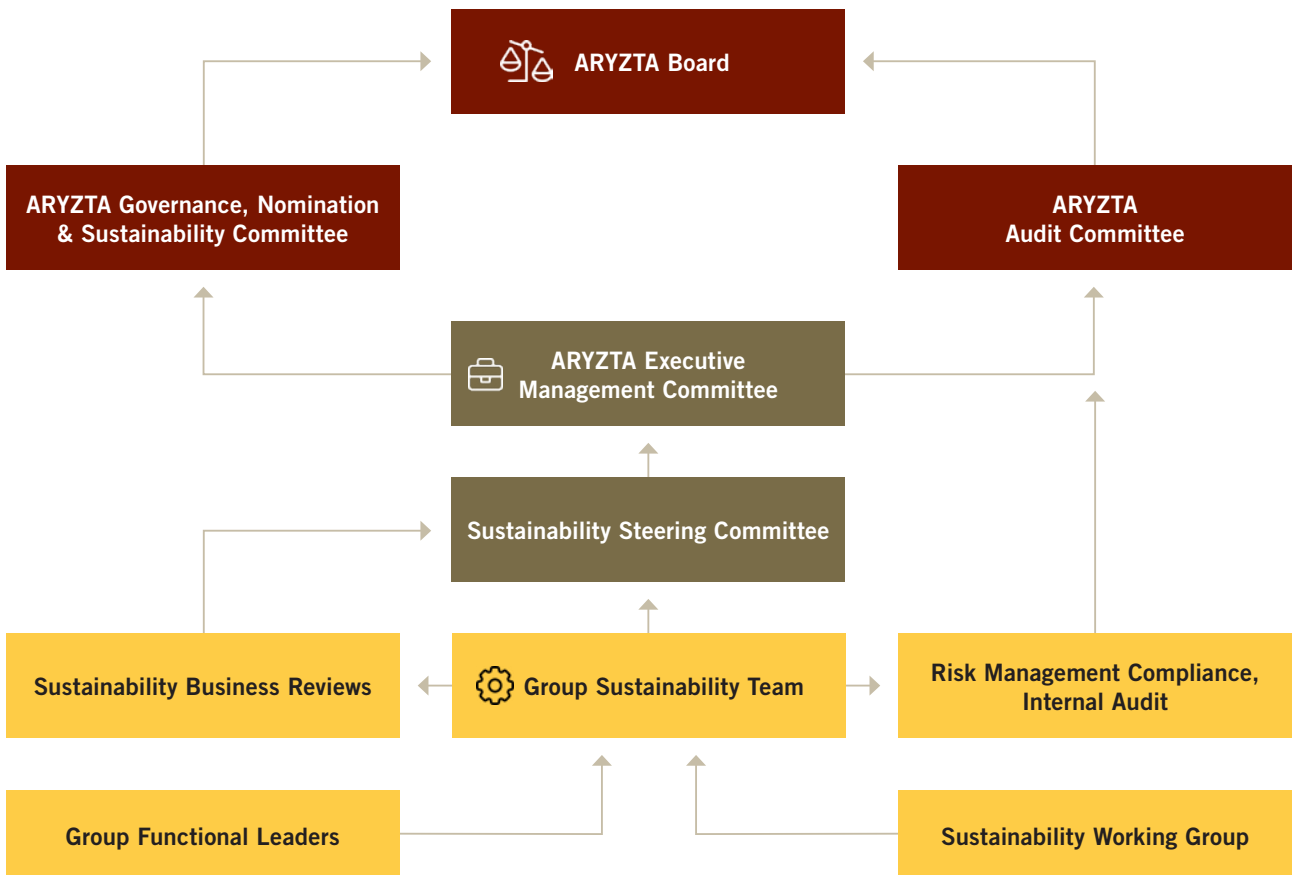 ARYZTA Board
ARYZTA Governance, Nomination
& Sustainability Committee
ARYZTA
Audit Committee
ARYZTA Executive
Management Committee
Sustainability Steering Committee
Sustainability Business Reviews
Group Sustainability Team
Risk Management Compliance,
Internal Audit
Group Functional Leaders
Sustainability Working Group